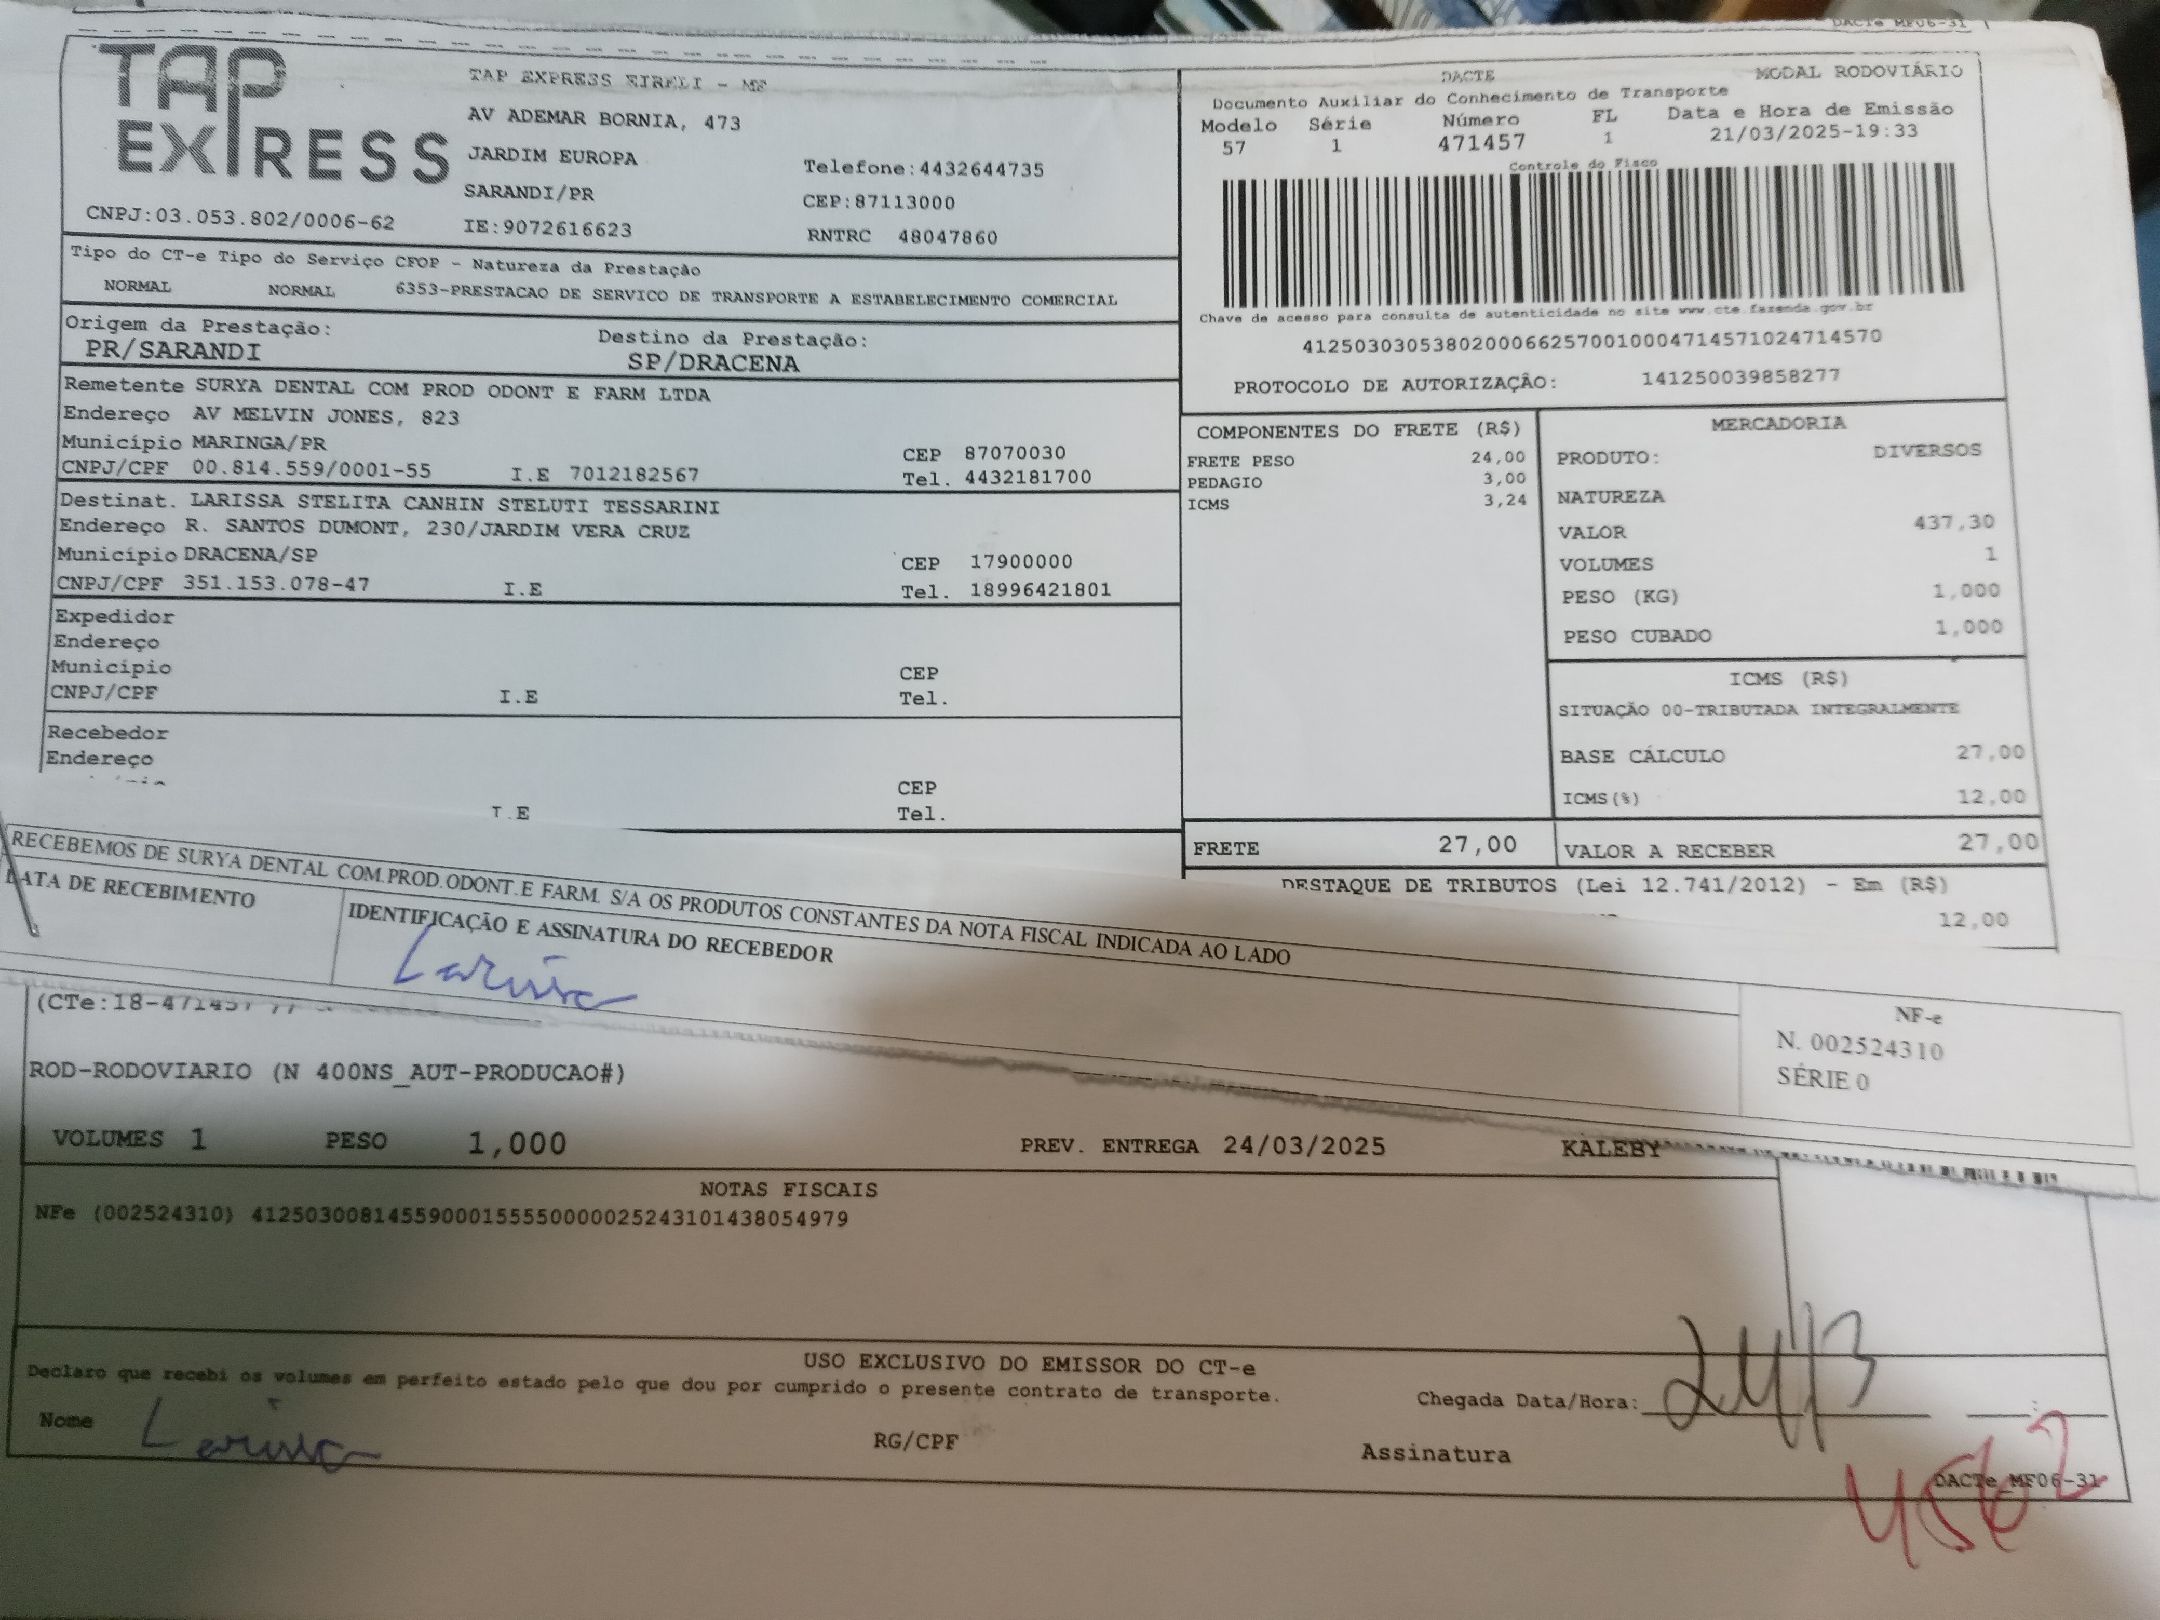 DACTe MF06-31
TAP
EXPRESS
TAP EXPRESS EIRELI - ME
AV ADEMAR BORNIA, 473
JARDIM EUROPA
Telefone:4432644735
SARANDI/PR
CEP:87113000
CNPJ:03.053.802/0006-62
IE:9072616623
RNTRC 48047860
DACTE
MODAL RODOVIÁRIO
Documento Auxiliar do Conhecimento de Transporte
Modelo Série Número FL Data e Hora de Emissão
57 1 471457 1 21/03/2025-19:33
Controle do Fisco
Chave de acesso para consulta de autenticidade no site www.cte.fazenda.gov.br
41250303053802000662570010004714571024714570
PROTOCOLO DE AUTORIZAÇÃO: 141250039858277
Tipo do CT-e Tipo do Serviço CFOP - Natureza da Prestação
NORMAL NORMAL 6353-PRESTACAO DE SERVICO DE TRANSPORTE A ESTABELECIMENTO COMERCIAL
Origem da Prestação: Destino da Prestação:
PR/SARANDI SP/DRACENA
Remetente SURYA DENTAL COM PROD ODONT E FARM LTDA
Endereço AV MELVIN JONES, 823
Município MARINGA/PR CEP 87070030
CNPJ/CPF 00.814.559/0001-55 I.E 7012182567 Tel. 4432181700
Destinat. LARISSA STELITA CANHIN STELUTI TESSARINI
Endereço R. SANTOS DUMONT, 230/JARDIM VERA CRUZ
Município DRACENA/SP CEP 17900000
CNPJ/CPF 351.153.078-47 I.E Tel. 18996421801
Expedidor
Endereço
Município CEP
CNPJ/CPF I.E Tel.
Recebedor
Endereço
CEP
I.E Tel.
COMPONENTES DO FRETE (R$)
FRETE PESO 24,00
PEDAGIO 3,00
ICMS 3,24
MERCADORIA
PRODUTO: DIVERSOS
NATUREZA
VALOR 437,30
VOLUMES 1
PESO (KG) 1,000
PESO CUBADO 1,000
ICMS (R$)
SITUAÇÃO 00-TRIBUTADA INTEGRALMENTE
BASE CÁLCULO 27,00
ICMS(%) 12,00
FRETE 27,00 VALOR A RECEBER 27,00
DESTAQUE DE TRIBUTOS (Lei 12.741/2012) - Em (R$)
12,00
RECEBEMOS DE SURYA DENTAL COM.PROD.ODONT.E FARM. S/A OS PRODUTOS CONSTANTES DA NOTA FISCAL INDICADA AO LADO
DATA DE RECEBIMENTO
IDENTIFICAÇÃO E ASSINATURA DO RECEBEDOR
Larissa
NF-e
N. 002524310
SÉRIE 0
(CTe:18-471457
ROD-RODOVIARIO (N 400NS_AUT-PRODUCAO#)
VOLUMES 1 PESO 1,000 PREV. ENTREGA 24/03/2025 KALEBY
NOTAS FISCAIS
NFe (002524310) 41250300814559000155550000025243101438054979
USO EXCLUSIVO DO EMISSOR DO CT-e
Declaro que recebi os volumes em perfeito estado pelo que dou por cumprido o presente contrato de transporte.
Chegada Data/Hora: 24/3
Nome Larissa RG/CPF Assinatura
DACTe_MF06-31
4562